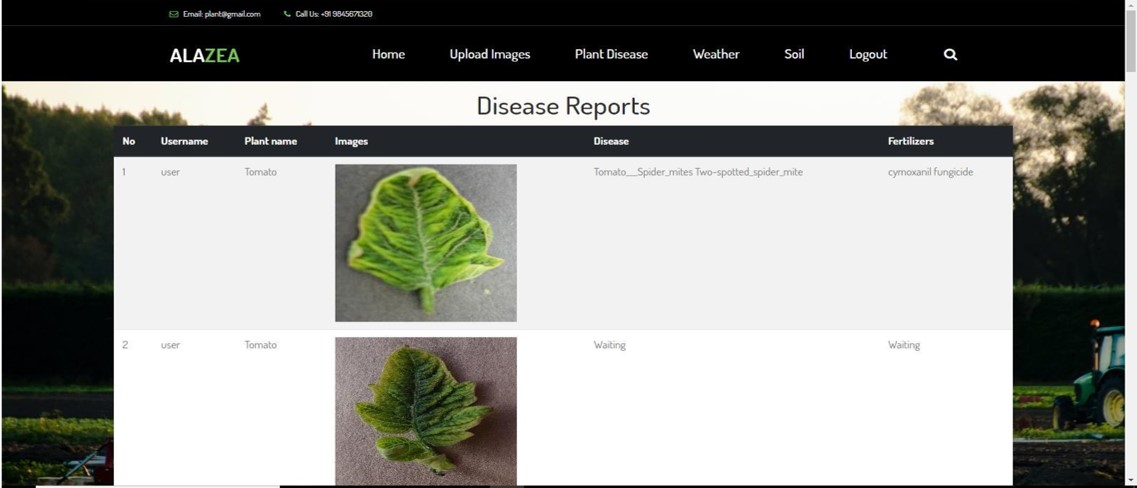 Email: plant@gmail.com Call Us: +91 9845671320
ALAZEA Home Upload Images Plant Disease Weather Soil Logout
Disease Reports
No Username Plant name Images Disease Fertilizers
1 user Tomato Tomato___Spider_mites Two-spotted_spider_mite cymoxanil fungicide
2 user Tomato Waiting Waiting